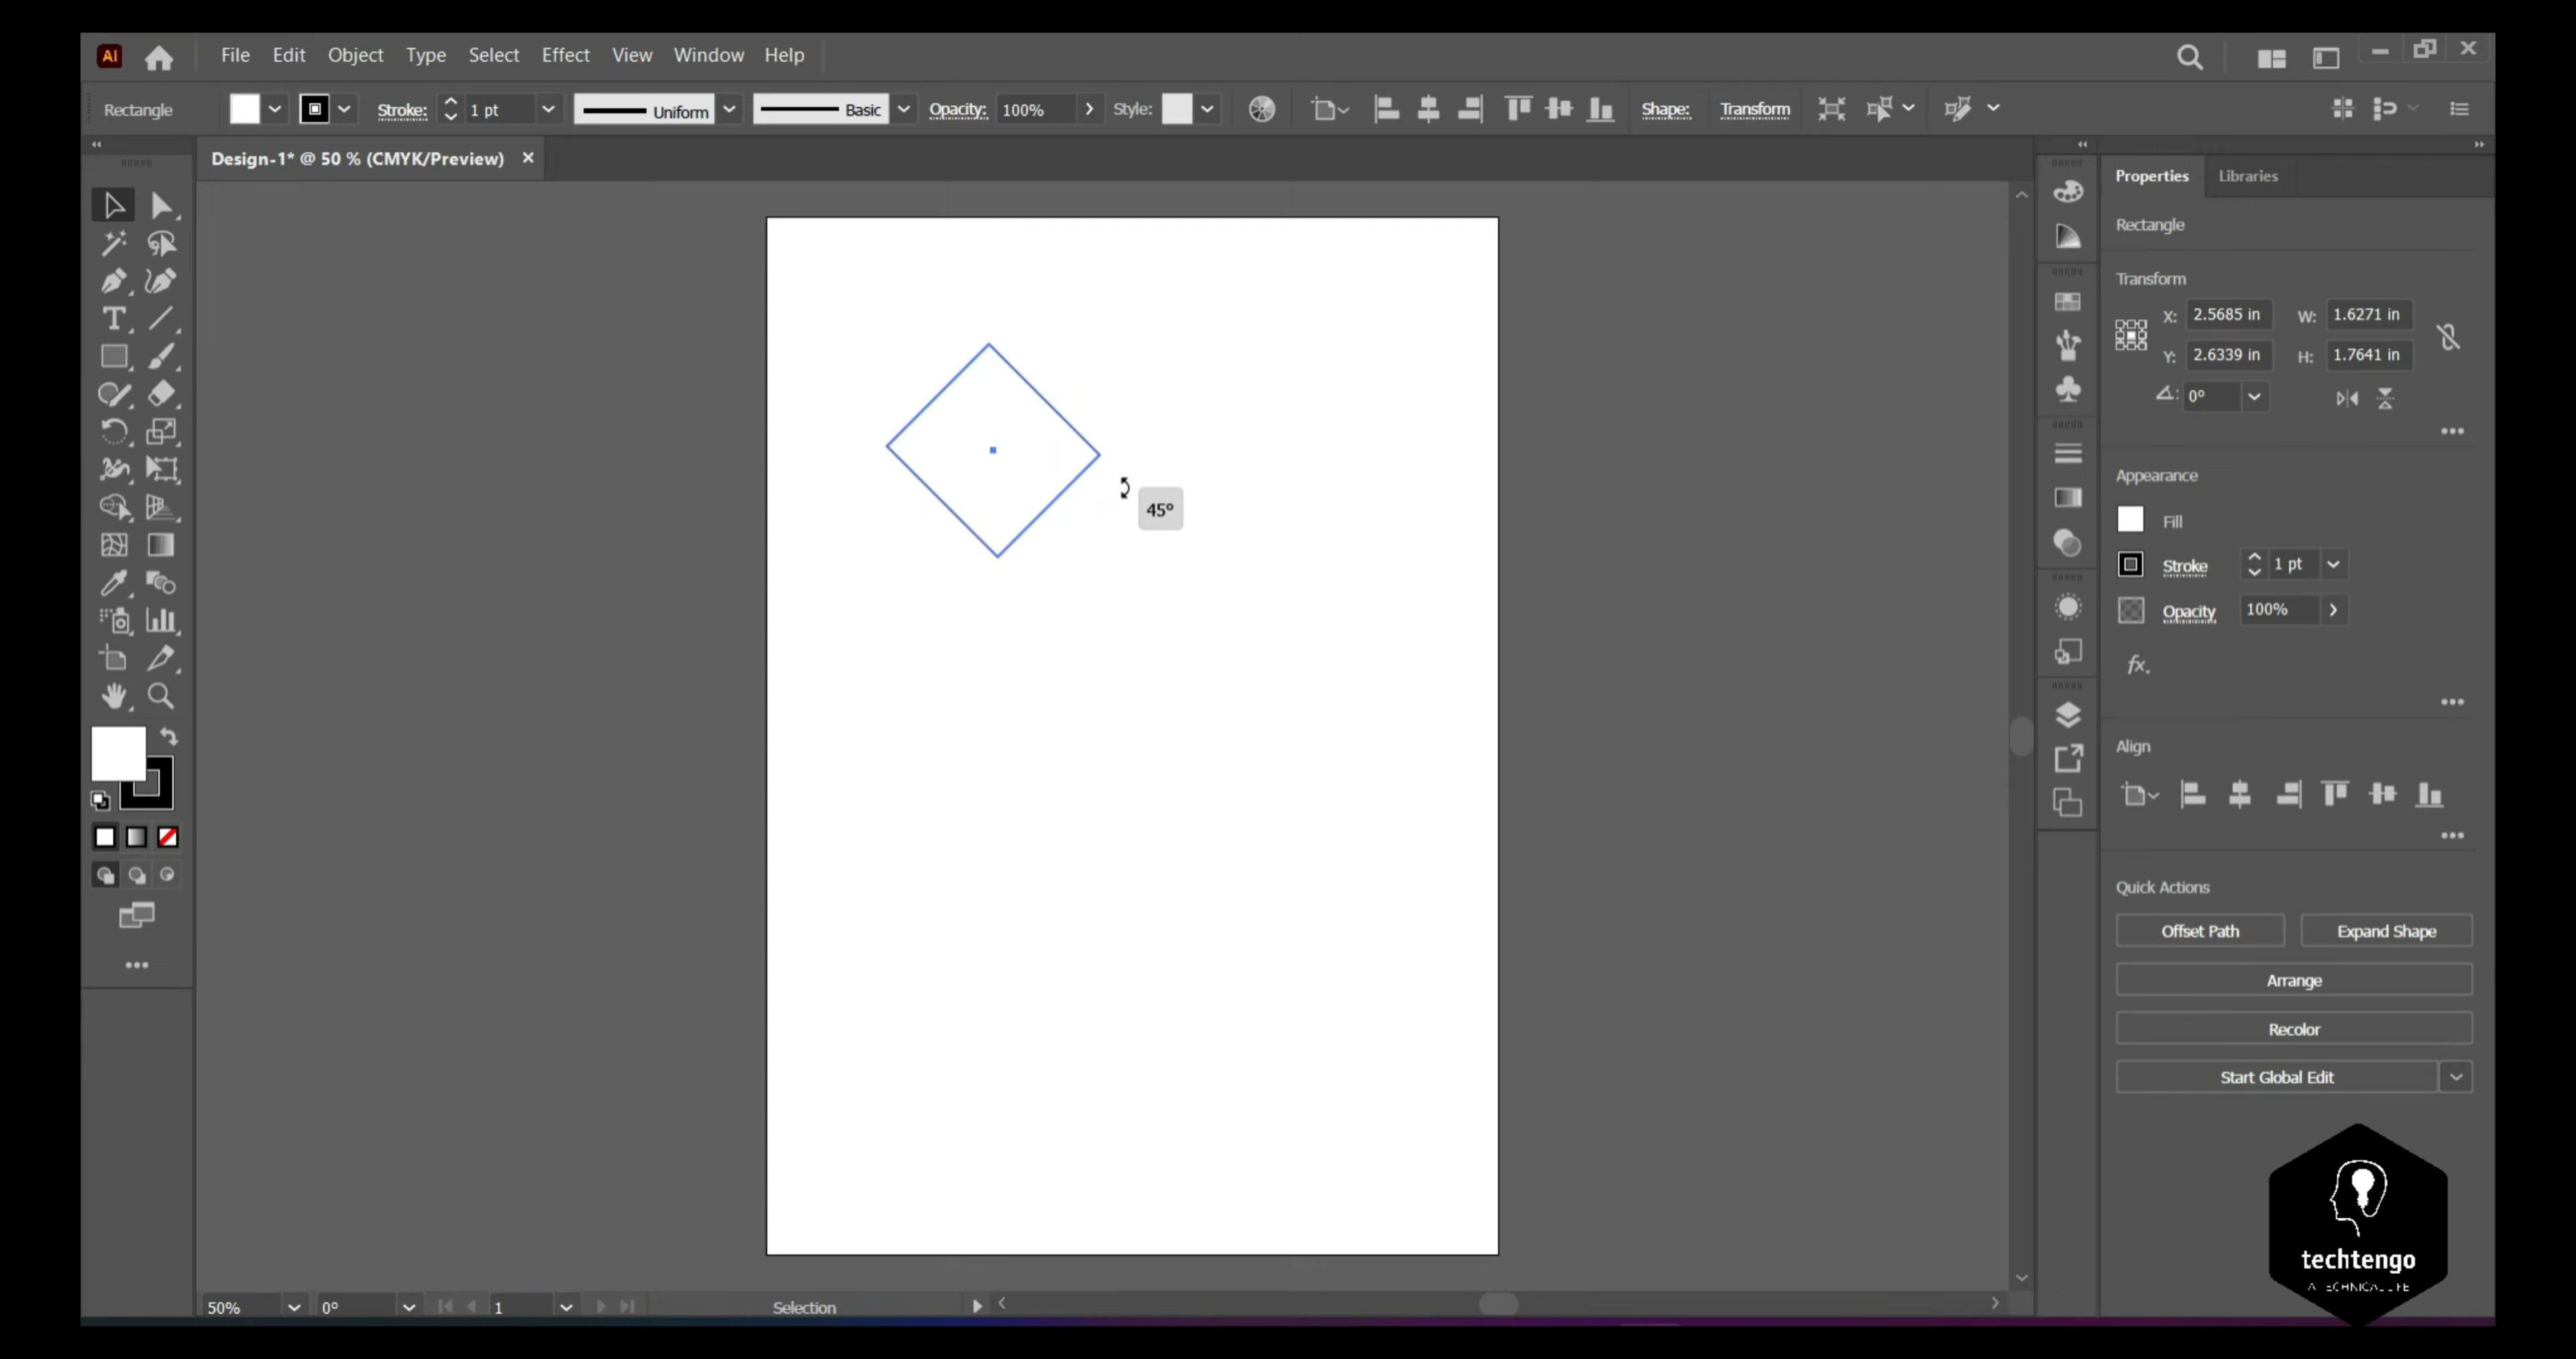 Ai File Edit Object Type Select Effect View Window Help
Rectangle Stroke: 1 pt Uniform Basic Opacity: 100% Style: Shape: Transform
Design-1* @ 50 % (CMYK/Preview)
Properties Libraries
Rectangle
Transform
X: 2.5685 in W: 1.6271 in
Y: 2.6339 in H: 1.7641 in
0°
45°
Appearance
Fill
Stroke 1 pt
Opacity 100%
fx.
Align
Quick Actions
Offset Path Expand Shape
Arrange
Recolor
Start Global Edit
techtengo
50% 0° 1 Selection